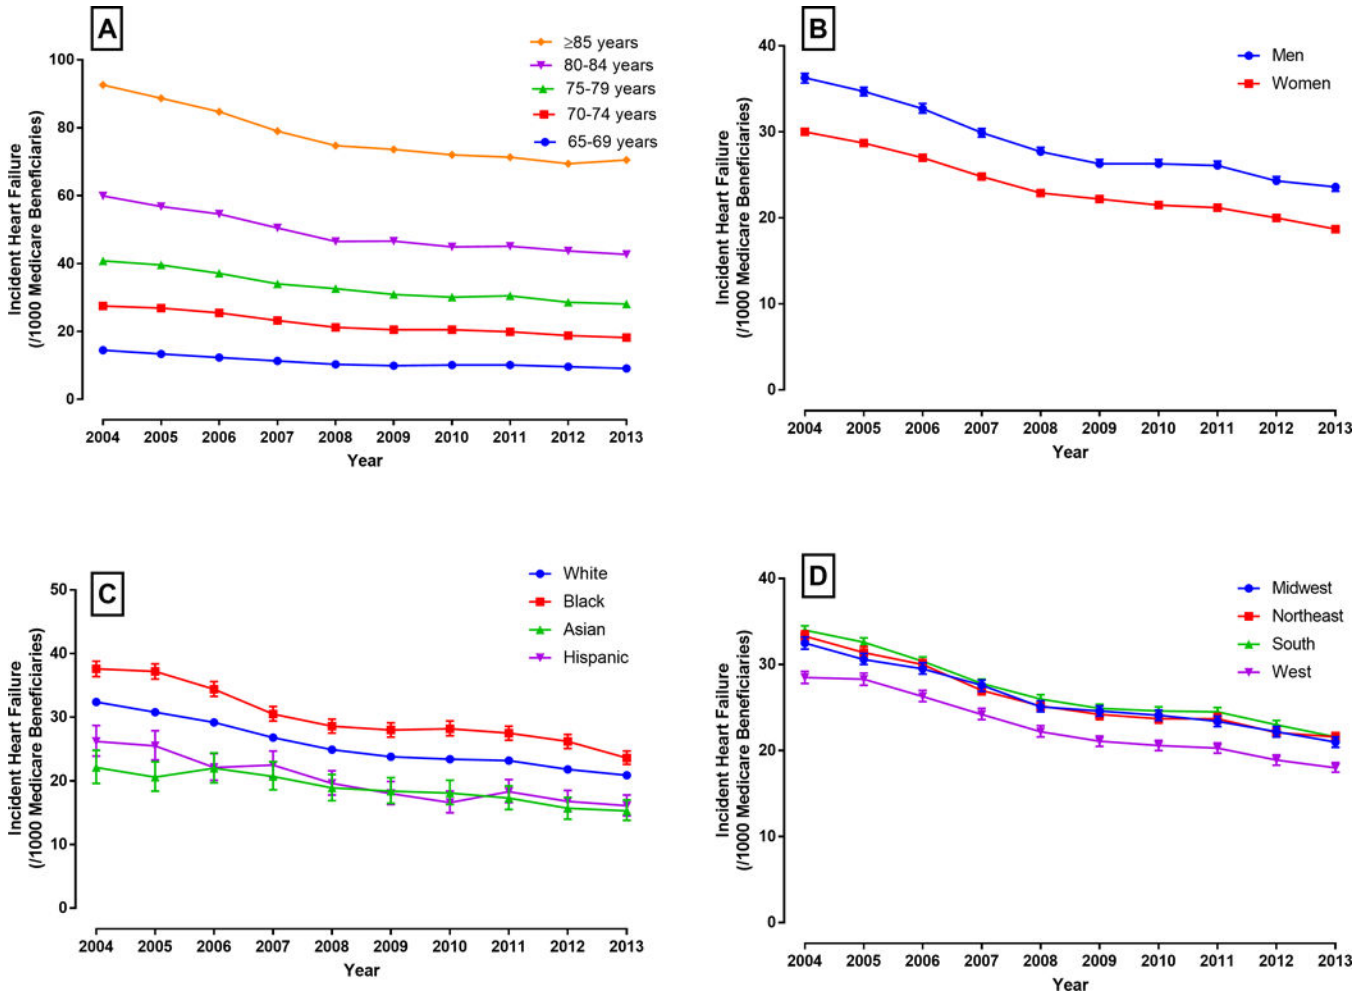 A
Incident Heart Failure
(/1000 Medicare Beneficiaries)
100
80
60
40
20
0
≥85 years
80-84 years
75-79 years
70-74 years
65-69 years
2004 2005 2006 2007 2008 2009 2010 2011 2012 2013
Year
B
Incident Heart Failure
(/1000 Medicare Beneficiaries)
40
30
20
10
0
Men
Women
2004 2005 2006 2007 2008 2009 2010 2011 2012 2013
Year
C
Incident Heart Failure
(/1000 Medicare Beneficiaries)
50
40
30
20
10
0
White
Black
Asian
Hispanic
2004 2005 2006 2007 2008 2009 2010 2011 2012 2013
Year
D
Incident Heart Failure
(/1000 Medicare Beneficiaries)
40
30
20
10
0
Midwest
Northeast
South
West
2004 2005 2006 2007 2008 2009 2010 2011 2012 2013
Year